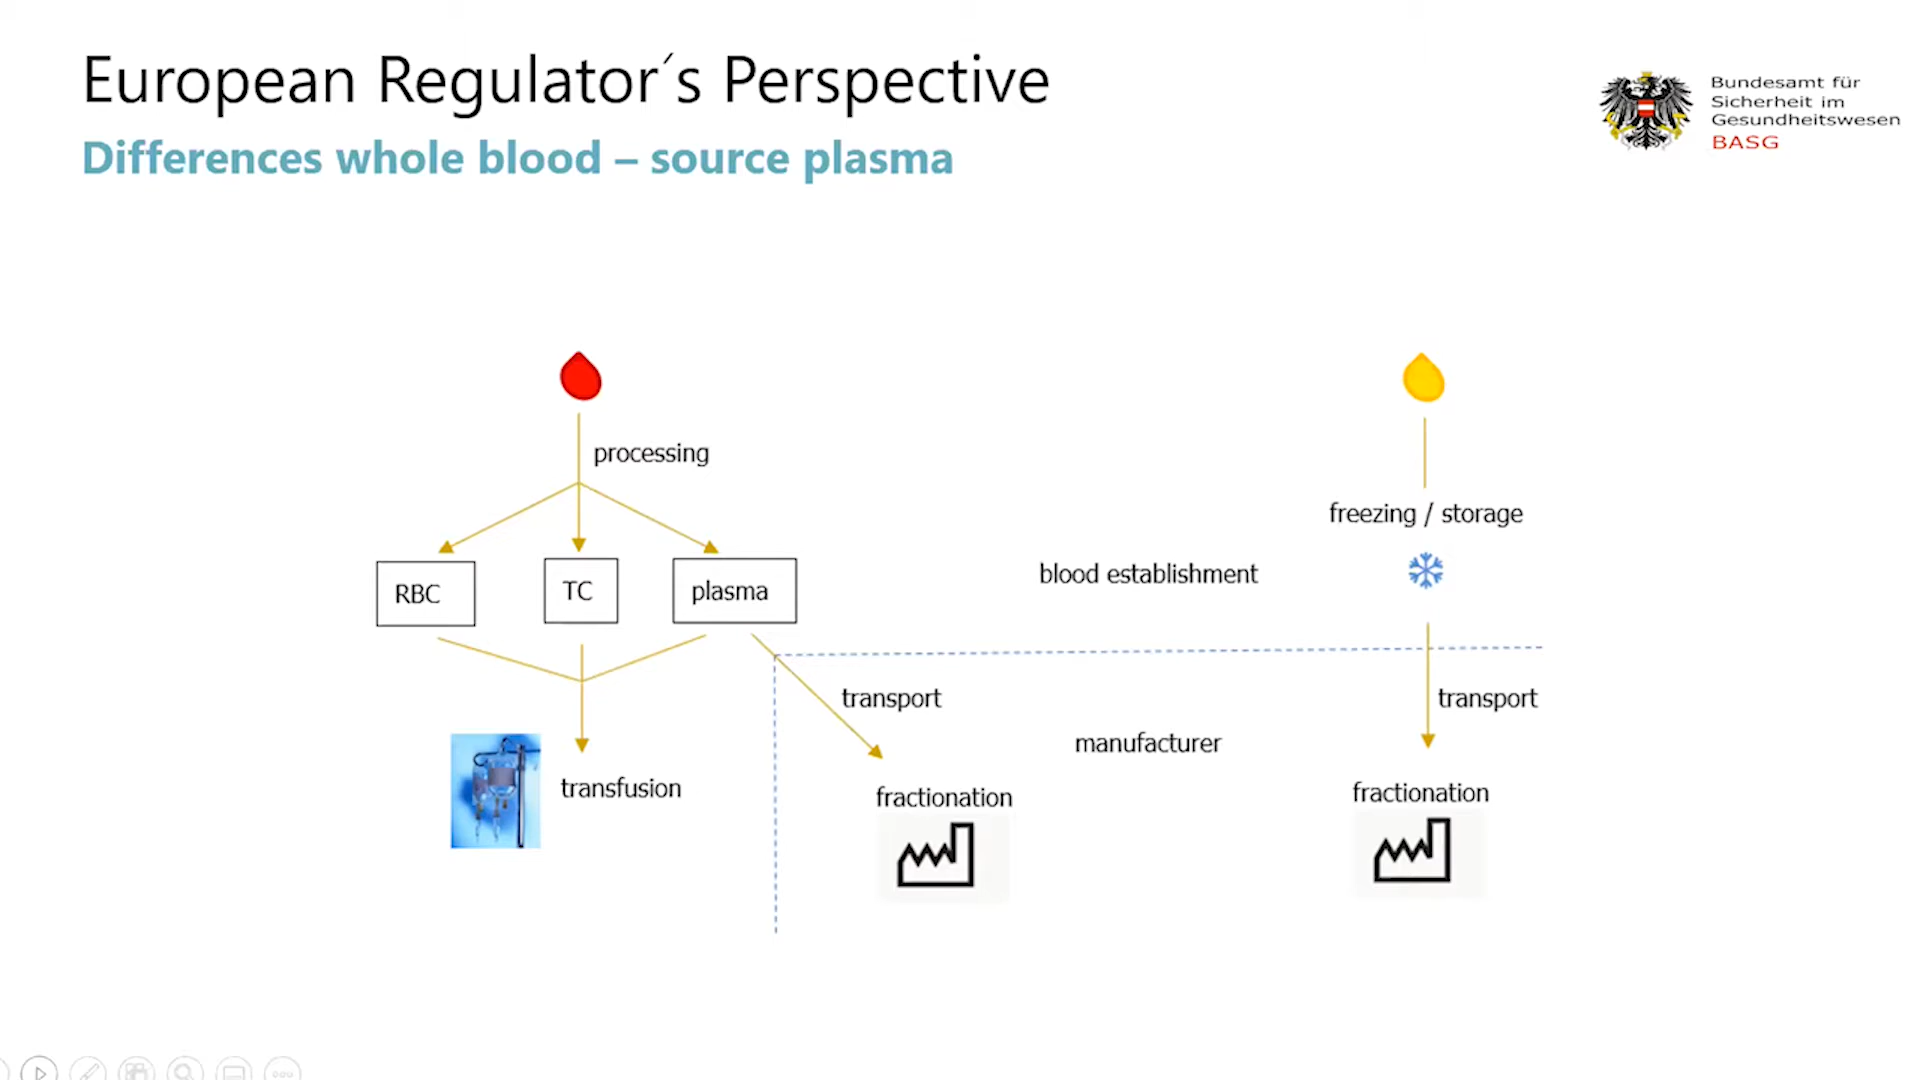 European Regulator´s Perspective
Differences whole blood – source plasma
Bundesamt für
Sicherheit im
Gesundheitswesen
BASG
processing
freezing / storage
RBC
TC
plasma
blood establishment
transport
transport
manufacturer
transfusion
fractionation
fractionation